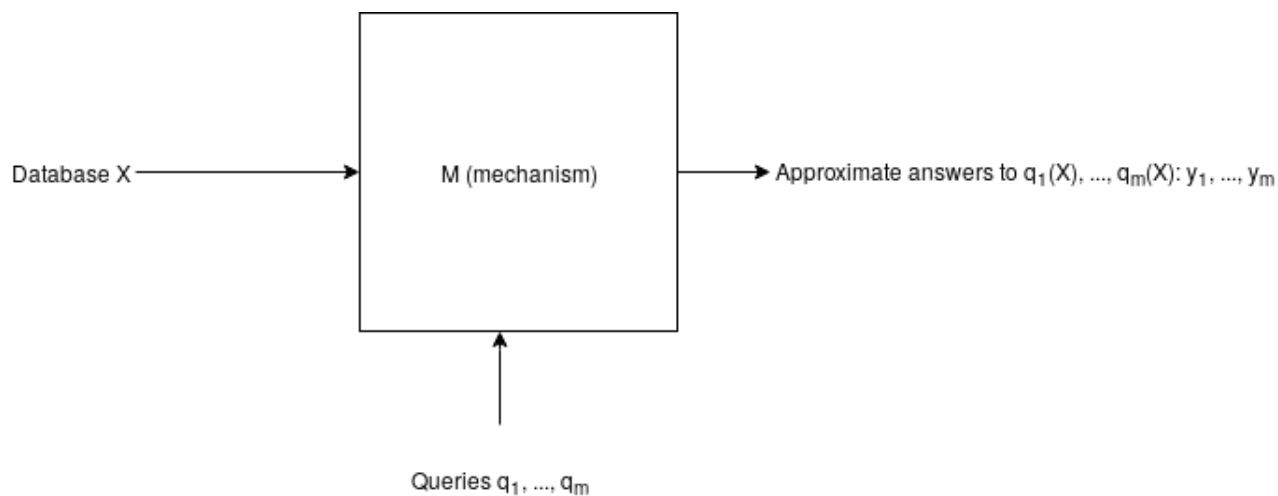 Database X
M (mechanism)
Approximate answers to q₁(X), ..., qₘ(X): y₁, ..., yₘ
Queries q₁, ..., qₘ